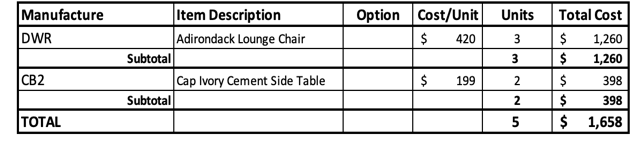 Manufacture Item Description Option Cost/Unit Units Total Cost
DWR Adirondack Lounge Chair $ 420 3 $ 1,260
Subtotal 3 $ 1,260
CB2 Cap Ivory Cement Side Table $ 199 2 $ 398
Subtotal 2 $ 398
TOTAL 5 $ 1,658